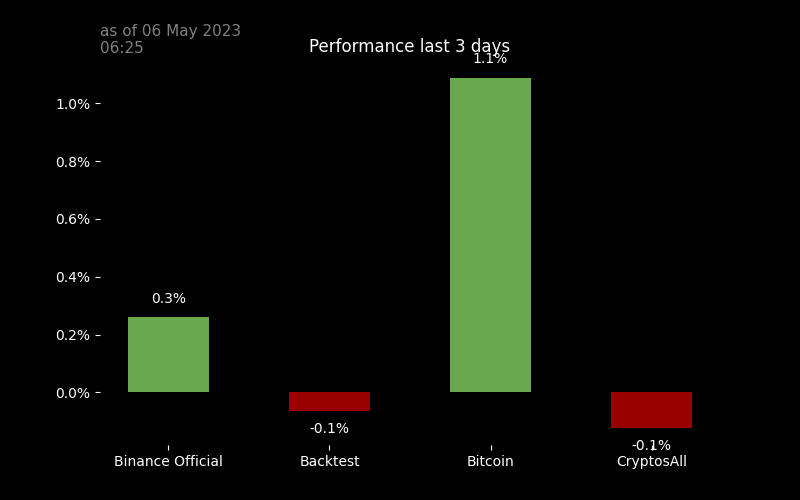 as of 06 May 2023
06:25
Performance last 3 days
1.1%
1.0%
0.8%
0.6%
0.4%
0.3%
0.2%
0.0%
-0.1%
-0.1%
Binance Official
Backtest
Bitcoin
CryptosAll